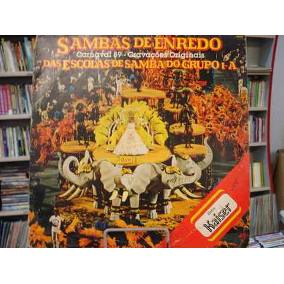 SAMBAS DE ENREDO
Carnaval 89 - Gravações Originais
DAS ESCOLAS DE SAMBA DO GRUPO 1-A
Kaiser